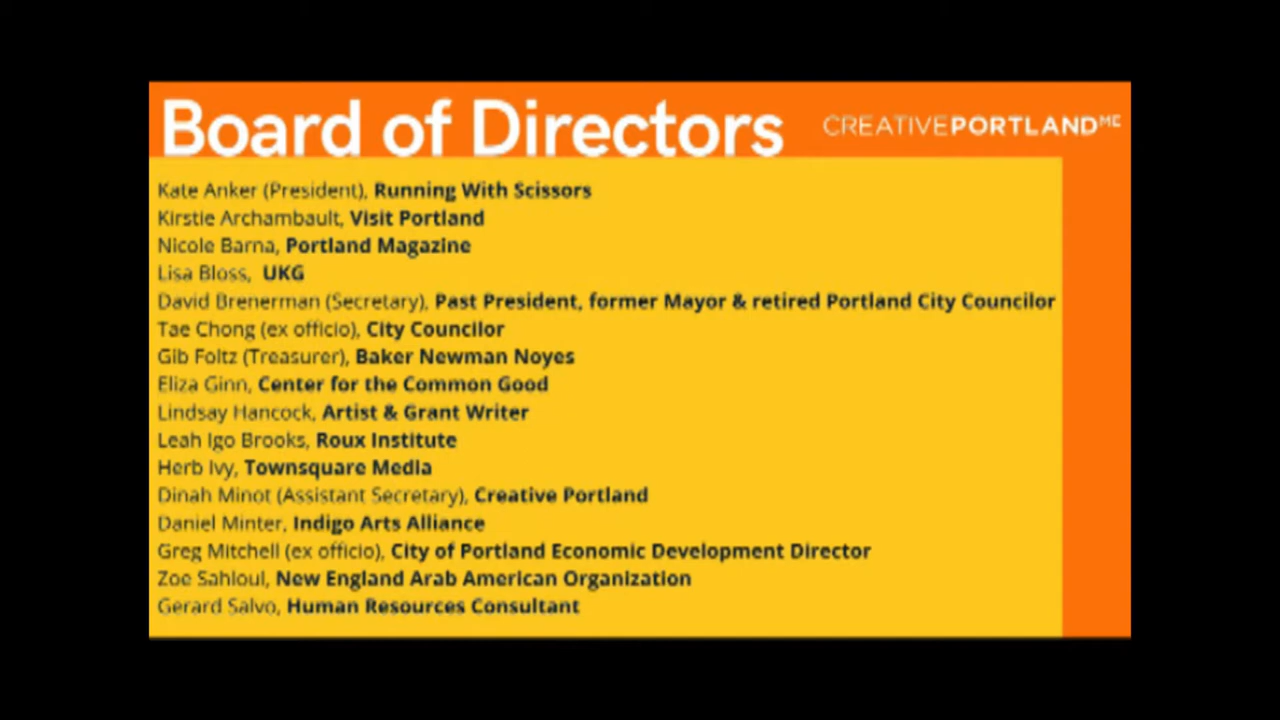 Board of Directors
CREATIVEPORTLANDME
Kate Anker (President), Running With Scissors
Kirstie Archambault, Visit Portland
Nicole Barna, Portland Magazine
Lisa Bloss, UKG
David Brenerman (Secretary), Past President, former Mayor & retired Portland City Councilor
Tae Chong (ex officio), City Councilor
Gib Foltz (Treasurer), Baker Newman Noyes
Eliza Ginn, Center for the Common Good
Lindsay Hancock, Artist & Grant Writer
Leah Igo Brooks, Roux Institute
Herb Ivy, Townsquare Media
Dinah Minot (Assistant Secretary), Creative Portland
Daniel Minter, Indigo Arts Alliance
Greg Mitchell (ex officio), City of Portland Economic Development Director
Zoe Sahloul, New England Arab American Organization
Gerard Salvo, Human Resources Consultant